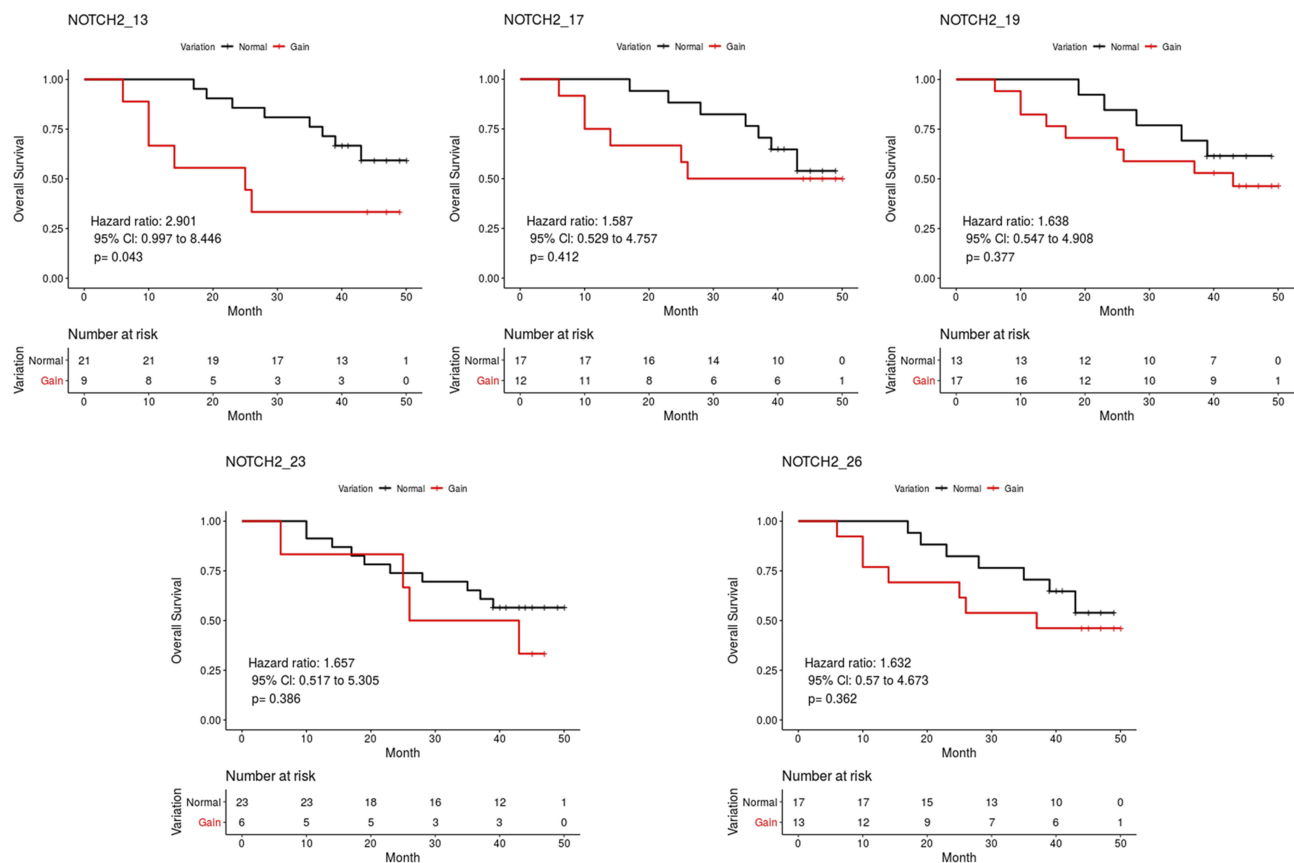 NOTCH2_13
Variation Normal Gain
1.00
0.75
0.50
0.25
0.00
Overall Survival
Hazard ratio: 2.901
95% CI: 0.997 to 8.446
p= 0.043
0 10 20 30 40 50
Month
Number at risk
Variation
Normal 21 21 19 17 13 1
Gain 9 8 5 3 3 0
0 10 20 30 40 50
Month
NOTCH2_17
Variation Normal Gain
1.00
0.75
0.50
0.25
0.00
Overall Survival
Hazard ratio: 1.587
95% CI: 0.529 to 4.757
p= 0.412
0 10 20 30 40 50
Month
Number at risk
Variation
Normal 17 17 16 14 10 0
Gain 12 11 8 6 6 1
0 10 20 30 40 50
Month
NOTCH2_19
Variation Normal Gain
1.00
0.75
0.50
0.25
0.00
Overall Survival
Hazard ratio: 1.638
95% CI: 0.547 to 4.908
p= 0.377
0 10 20 30 40 50
Month
Number at risk
Variation
Normal 13 13 12 10 7 0
Gain 17 16 12 10 9 1
0 10 20 30 40 50
Month
NOTCH2_23
Variation Normal Gain
1.00
0.75
0.50
0.25
0.00
Overall Survival
Hazard ratio: 1.657
95% CI: 0.517 to 5.305
p= 0.386
0 10 20 30 40 50
Month
Number at risk
Variation
Normal 23 23 18 16 12 1
Gain 6 5 5 3 3 0
0 10 20 30 40 50
Month
NOTCH2_26
Variation Normal Gain
1.00
0.75
0.50
0.25
0.00
Overall Survival
Hazard ratio: 1.632
95% CI: 0.57 to 4.673
p= 0.362
0 10 20 30 40 50
Month
Number at risk
Variation
Normal 17 17 15 13 10 0
Gain 13 12 9 7 6 1
0 10 20 30 40 50
Month